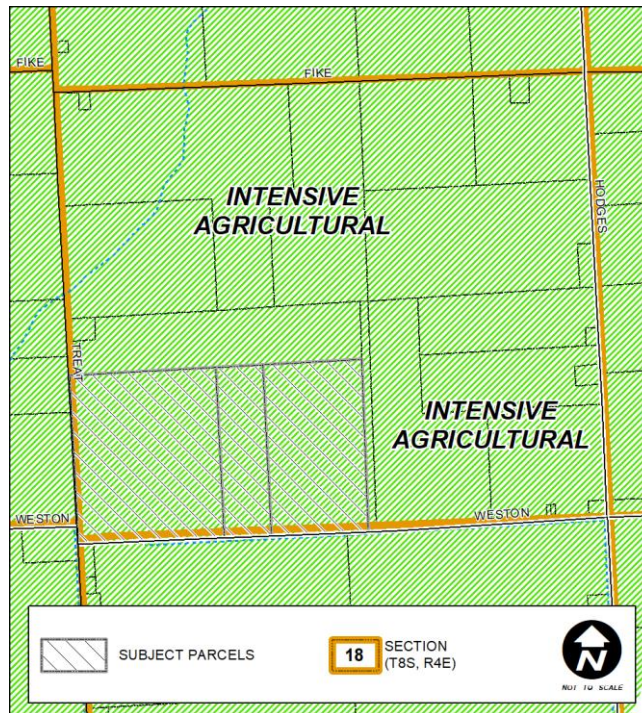 FIKE
FIKE
INTENSIVE
AGRICULTURAL
HODGES
TREAT
INTENSIVE
AGRICULTURAL
WESTON
WESTON
SUBJECT PARCELS
18
SECTION
(T8S, R4E)
N
NOT TO SCALE